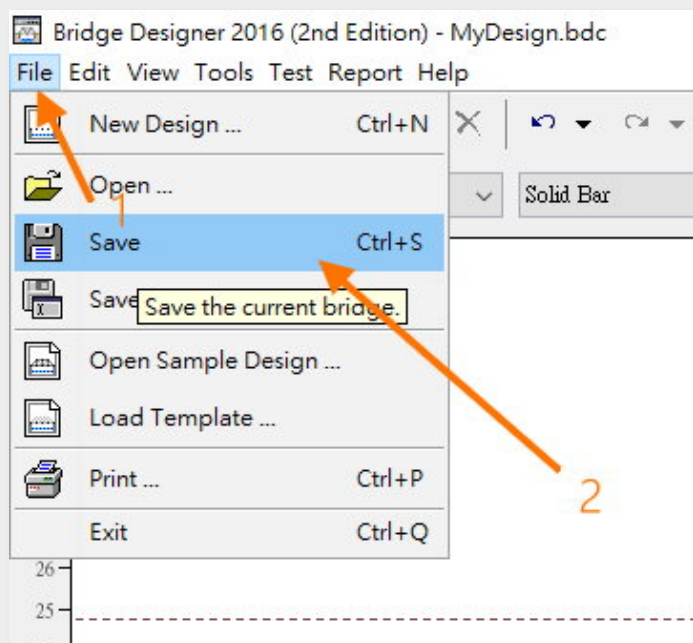 Bridge Designer 2016 (2nd Edition) - MyDesign.bdc
File Edit View Tools Test Report Help
New Design ... Ctrl+N
Solid Bar
Open ...
1
Save Ctrl+S
Save
Save the current bridge.
Open Sample Design ...
Load Template ...
Print ... Ctrl+P
2
Exit Ctrl+Q
26
25